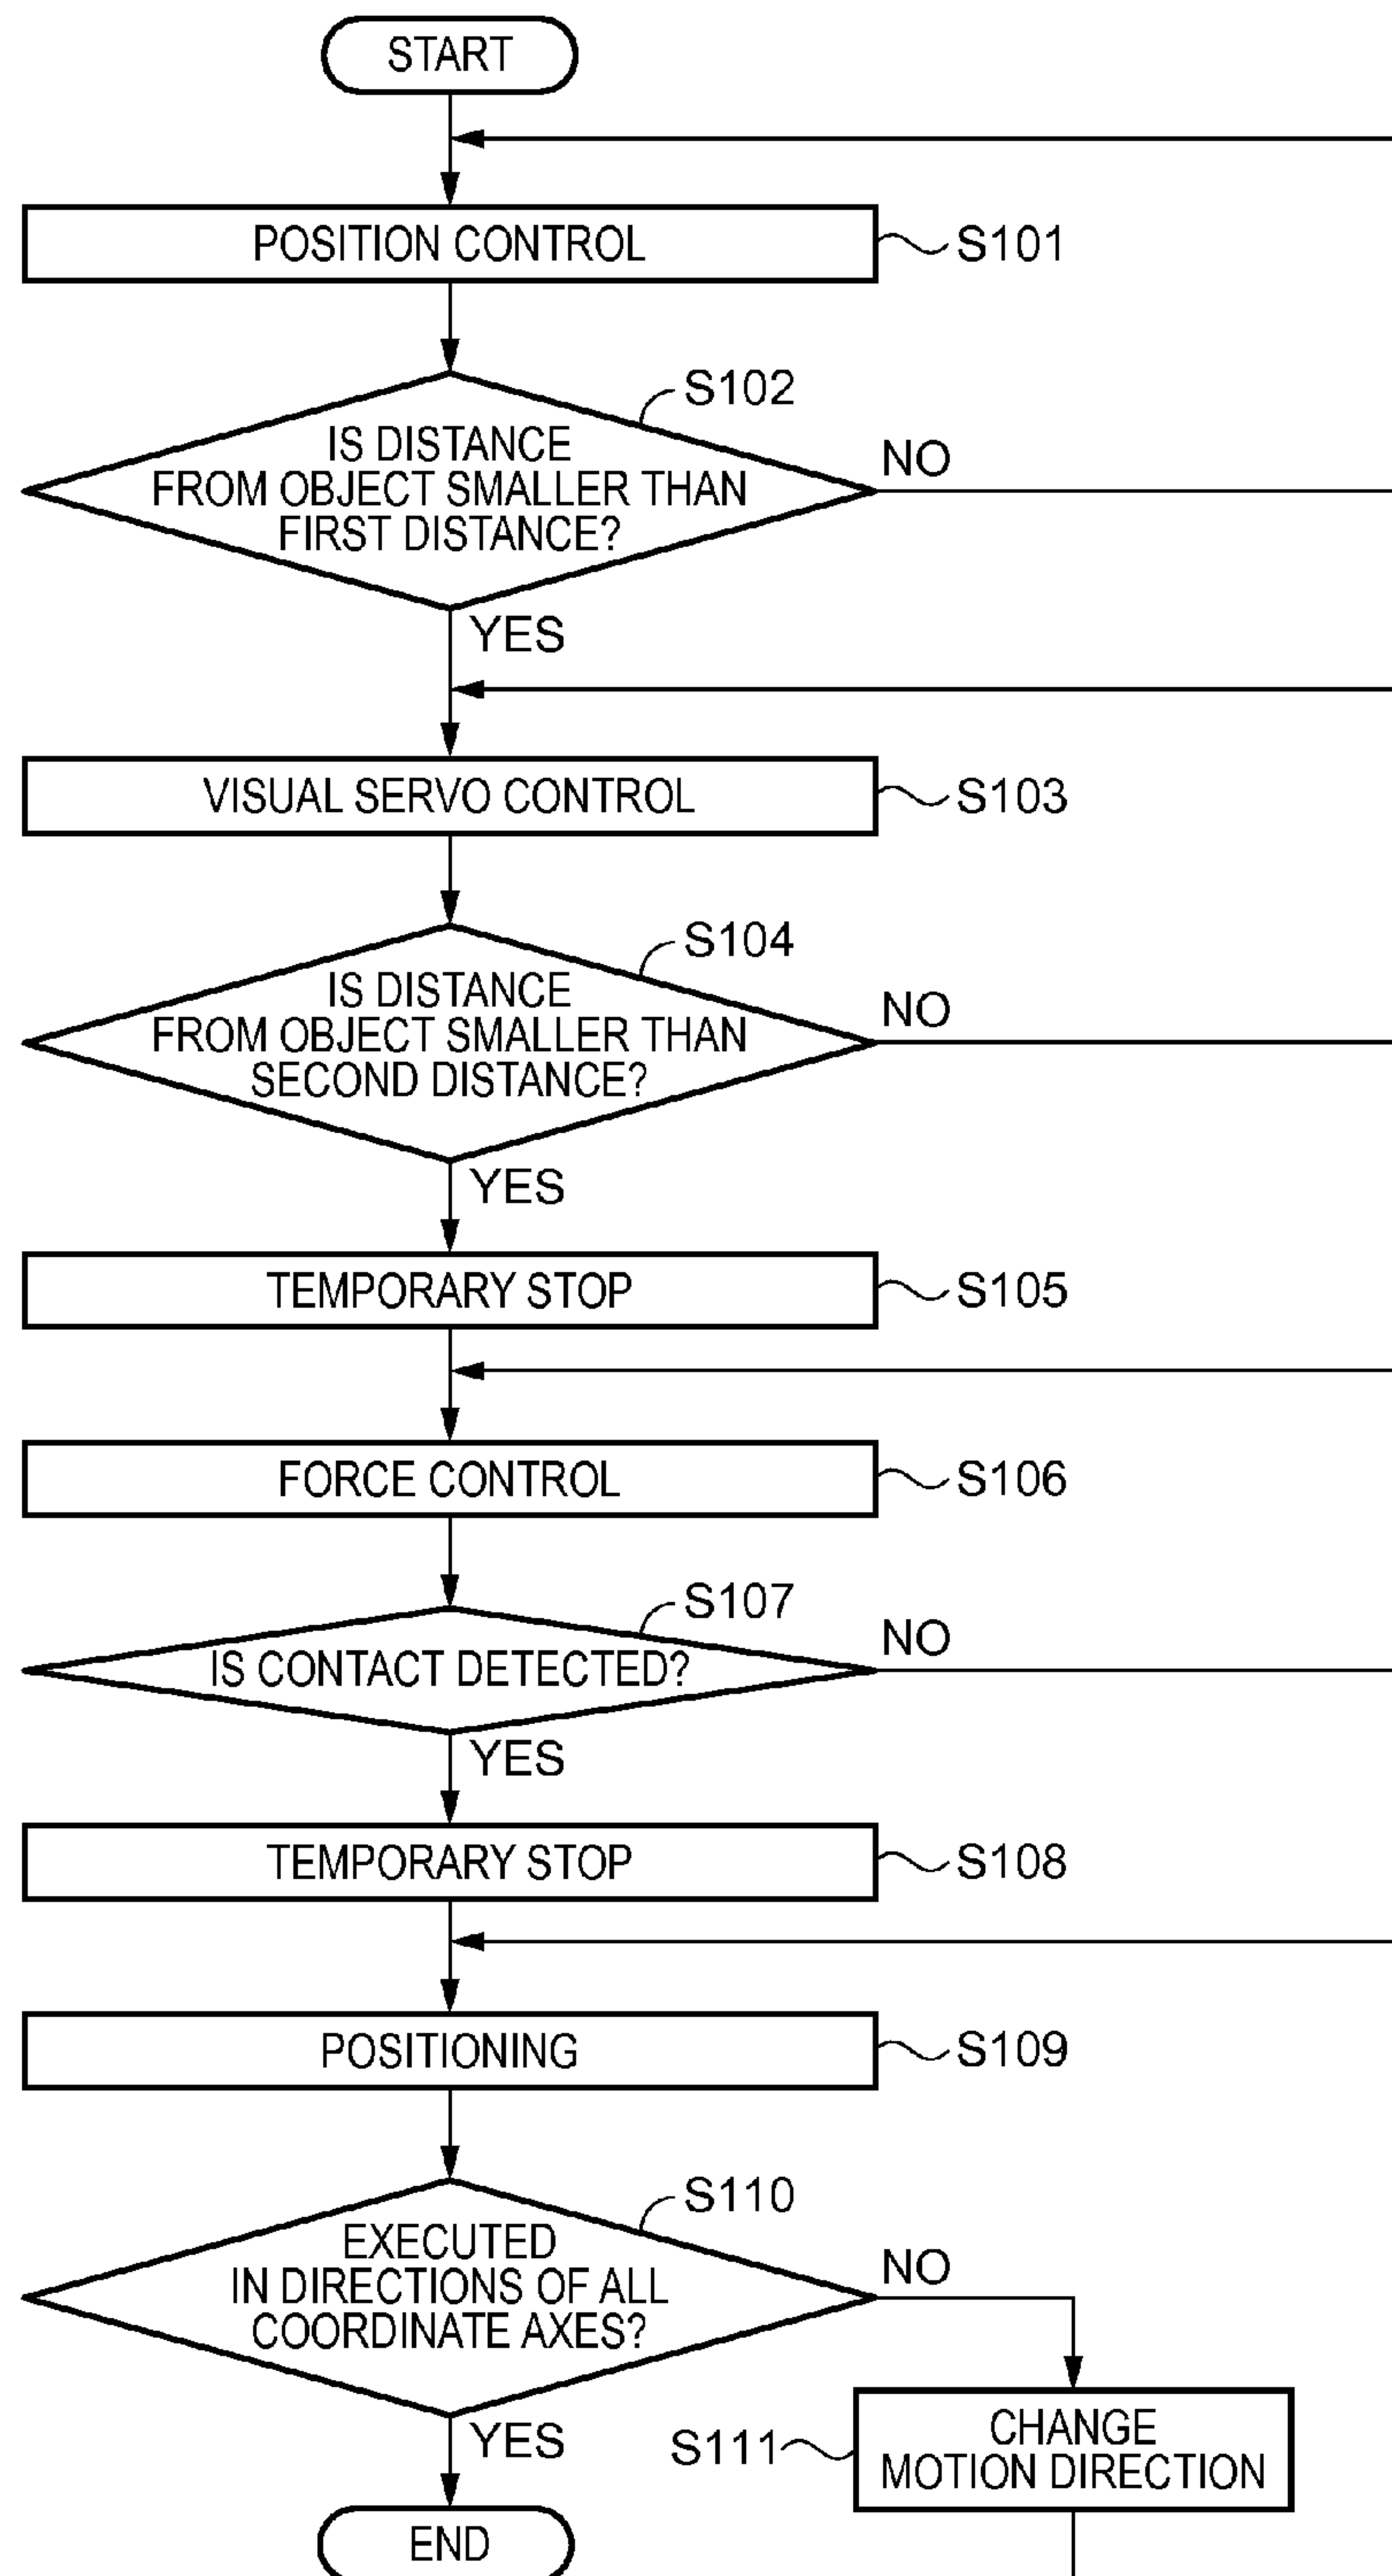 START
POSITION CONTROL
S101
S102
IS DISTANCE
FROM OBJECT SMALLER THAN
FIRST DISTANCE?
NO
YES
VISUAL SERVO CONTROL
S103
S104
IS DISTANCE
FROM OBJECT SMALLER THAN
SECOND DISTANCE?
NO
YES
TEMPORARY STOP
S105
FORCE CONTROL
S106
S107
IS CONTACT DETECTED?
NO
YES
TEMPORARY STOP
S108
POSITIONING
S109
S110
EXECUTED
IN DIRECTIONS OF ALL
COORDINATE AXES?
NO
YES
S111
CHANGE
MOTION DIRECTION
END